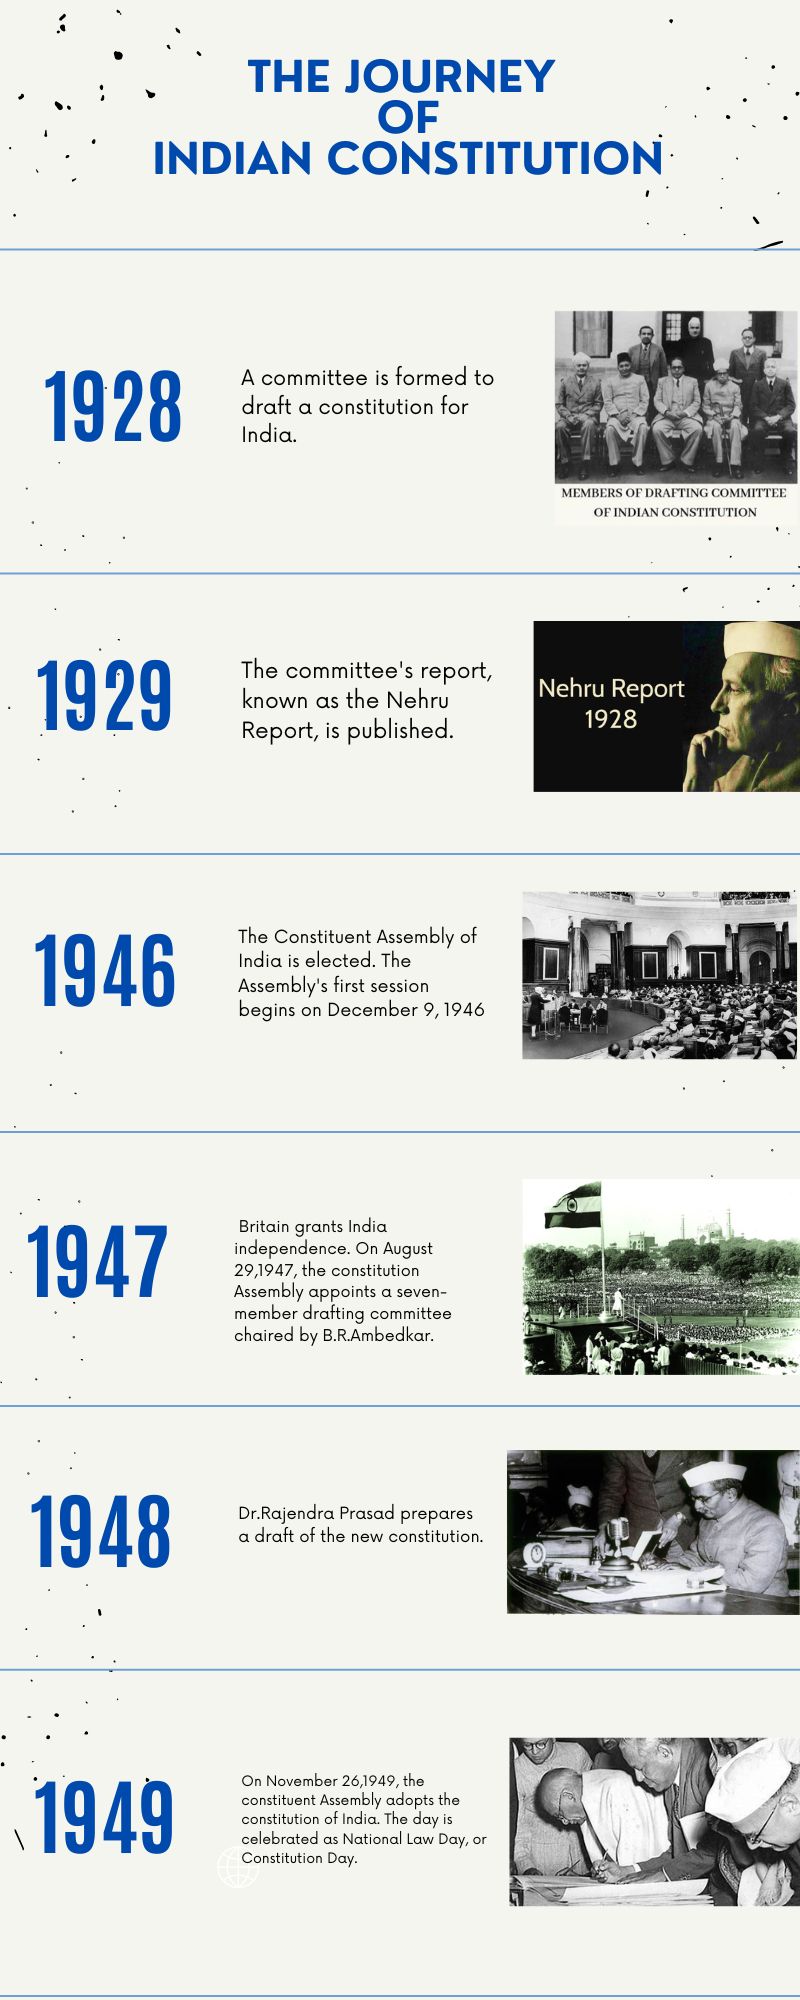 THE JOURNEY
OF
INDIAN CONSTITUTION
1928
A committee is formed to
draft a constitution for
India.
MEMBERS OF DRAFTING COMMITTEE
OF INDIAN CONSTITUTION
1929
The committee's report,
known as the Nehru
Report, is published.
Nehru Report
1928
1946
The Constituent Assembly of
India is elected. The
Assembly's first session
begins on December 9, 1946
1947
Britain grants India
independence. On August
29,1947, the constitution
Assembly appoints a seven-
member drafting committee
chaired by B.R.Ambedkar.
1948
Dr.Rajendra Prasad prepares
a draft of the new constitution.
1949
On November 26,1949, the
constituent Assembly adopts the
constitution of India. The day is
celebrated as National Law Day, or
Constitution Day.